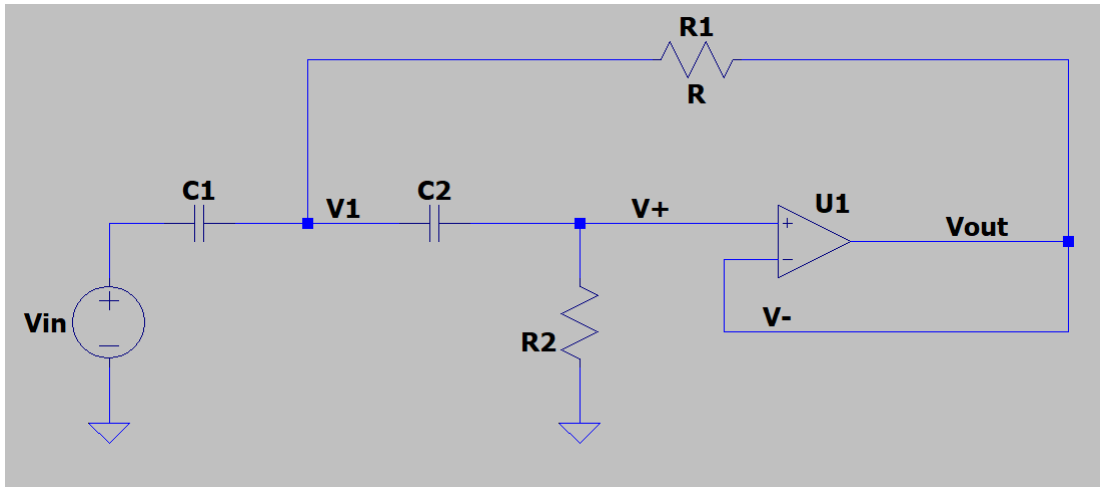 R1
R
C1
C2
V1
V+
U1
+
-
Vout
V-
Vin
+
-
R2